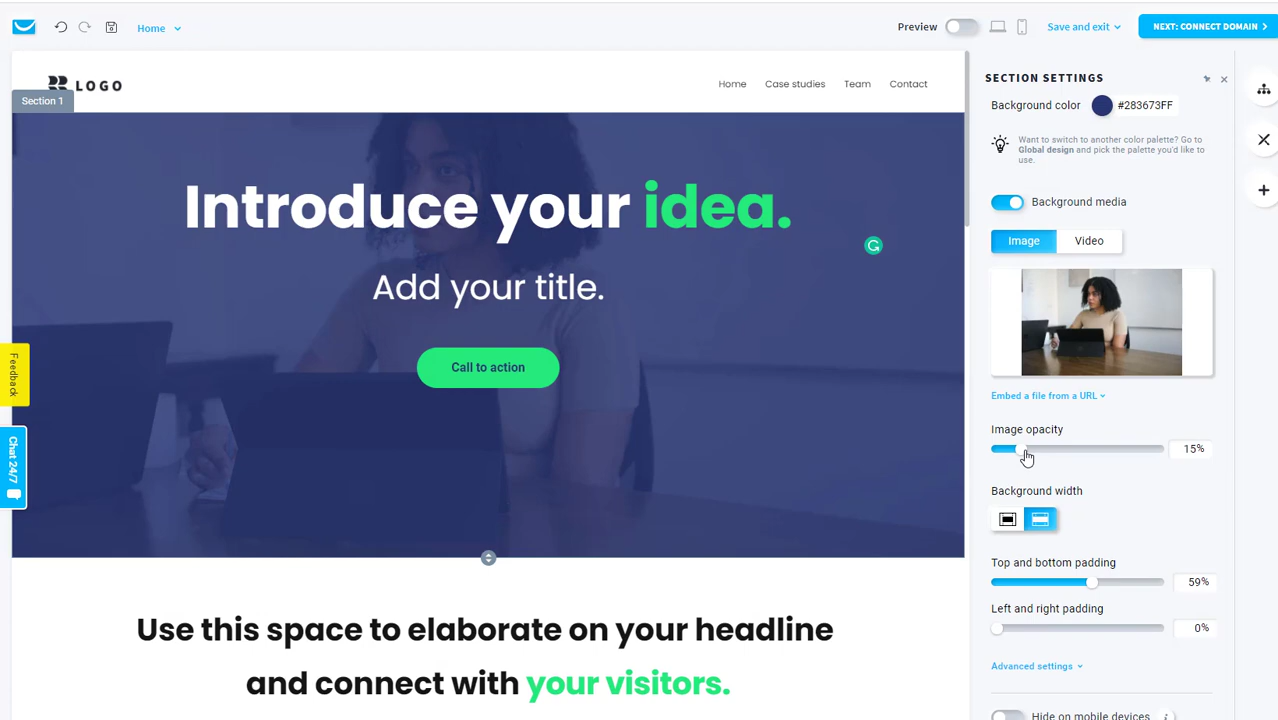 Home
Preview
Save and exit
NEXT: CONNECT DOMAIN
LOGO
Home Case studies Team Contact
Section 1
Introduce your idea.
Add your title.
Call to action
Feedback
Chat 24/7
Use this space to elaborate on your headline
and connect with your visitors.
SECTION SETTINGS
Background color #283673FF
Want to switch to another color palette? Go to
Global design and pick the palette you'd like to
use.
Background media
Image Video
Embed a file from a URL
Image opacity
15%
Background width
Top and bottom padding
59%
Left and right padding
0%
Advanced settings
Hide on mobile devices i